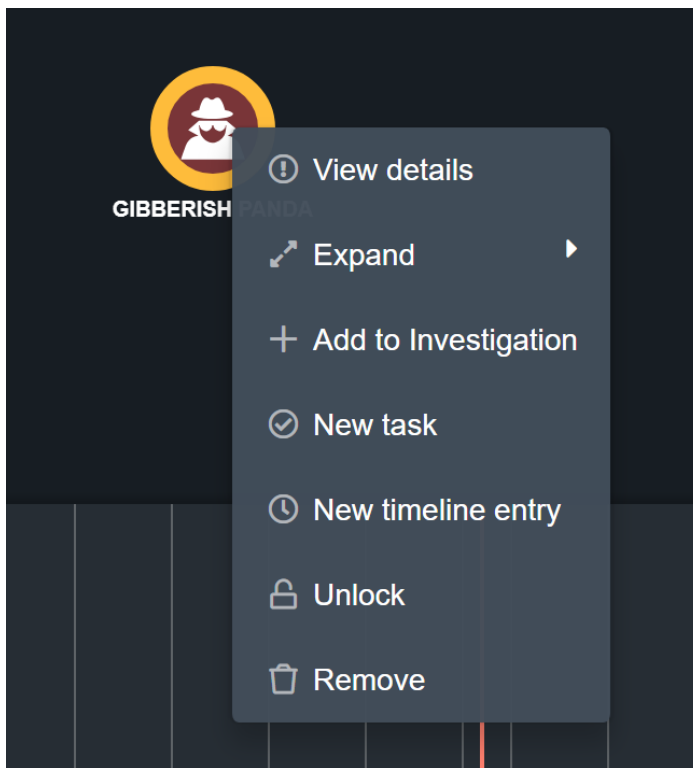 GIBBERISH PANDA
View details
Expand
Add to Investigation
New task
New timeline entry
Unlock
Remove